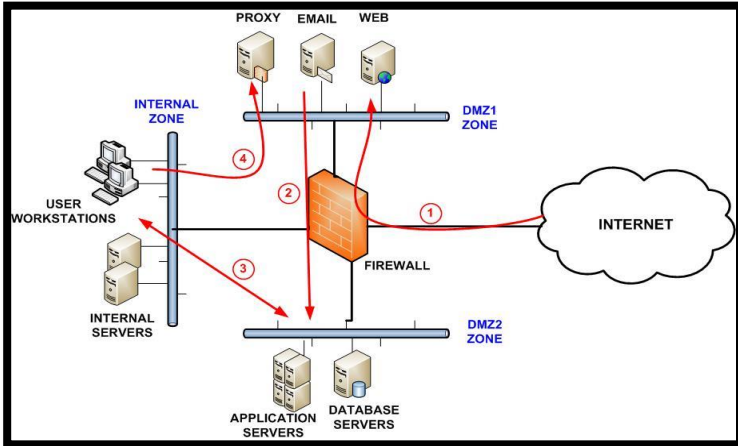 PROXY
EMAIL
WEB
INTERNAL
ZONE
DMZ1
ZONE
4
USER
WORKSTATIONS
2
1
INTERNET
3
FIREWALL
INTERNAL
SERVERS
DMZ2
ZONE
APPLICATION
SERVERS
DATABASE
SERVERS